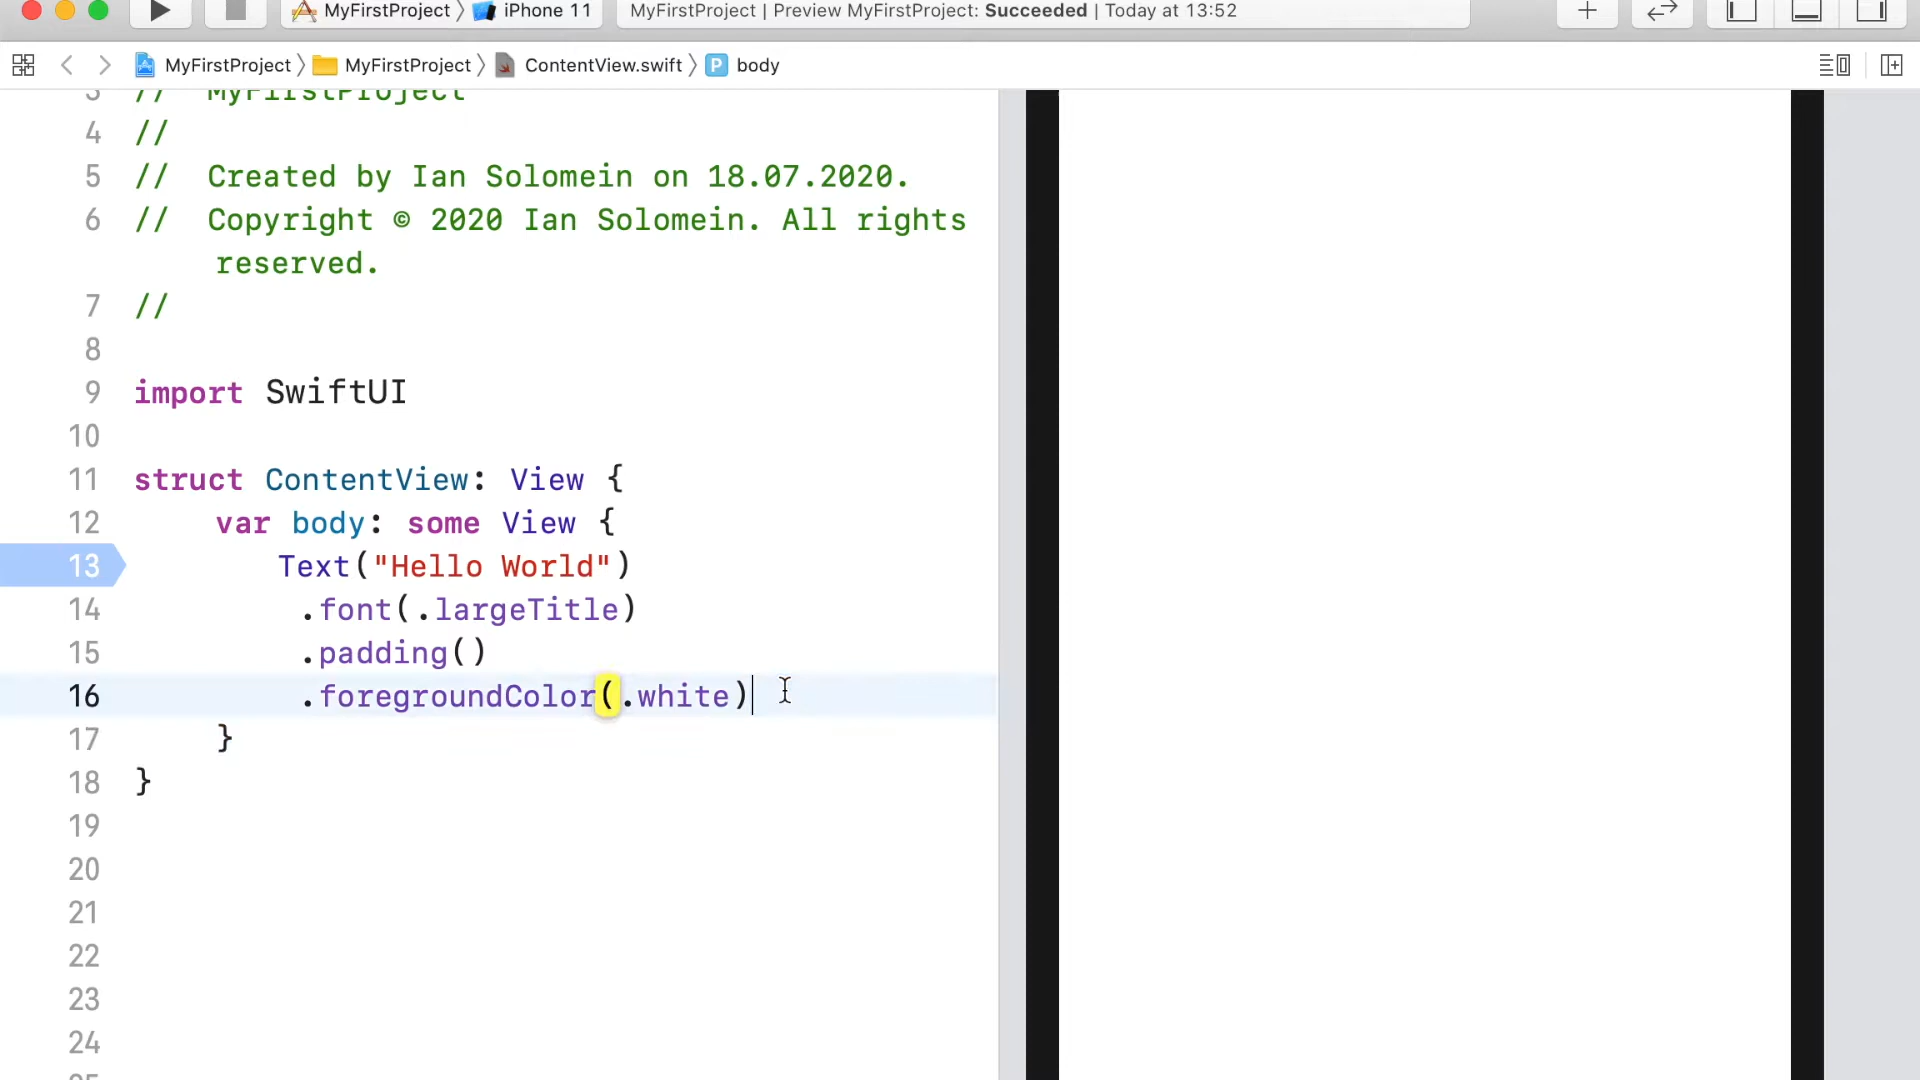 MyFirstProject 〉 iPhone 11
MyFirstProject | Preview MyFirstProject: Succeeded | Today at 13:52
MyFirstProject 〉 MyFirstProject 〉 ContentView.swift 〉 P body
3 //  MyFirstProject
4 //
5 //  Created by Ian Solomein on 18.07.2020.
6 //  Copyright © 2020 Ian Solomein. All rights
reserved.
7 //
8
9 import SwiftUI
10
11 struct ContentView: View {
12 var body: some View {
13 Text("Hello World")
14 .font(.largeTitle)
15 .padding()
16 .foregroundColor(.white)
17 }
18 }
19
20
21
22
23
24
25